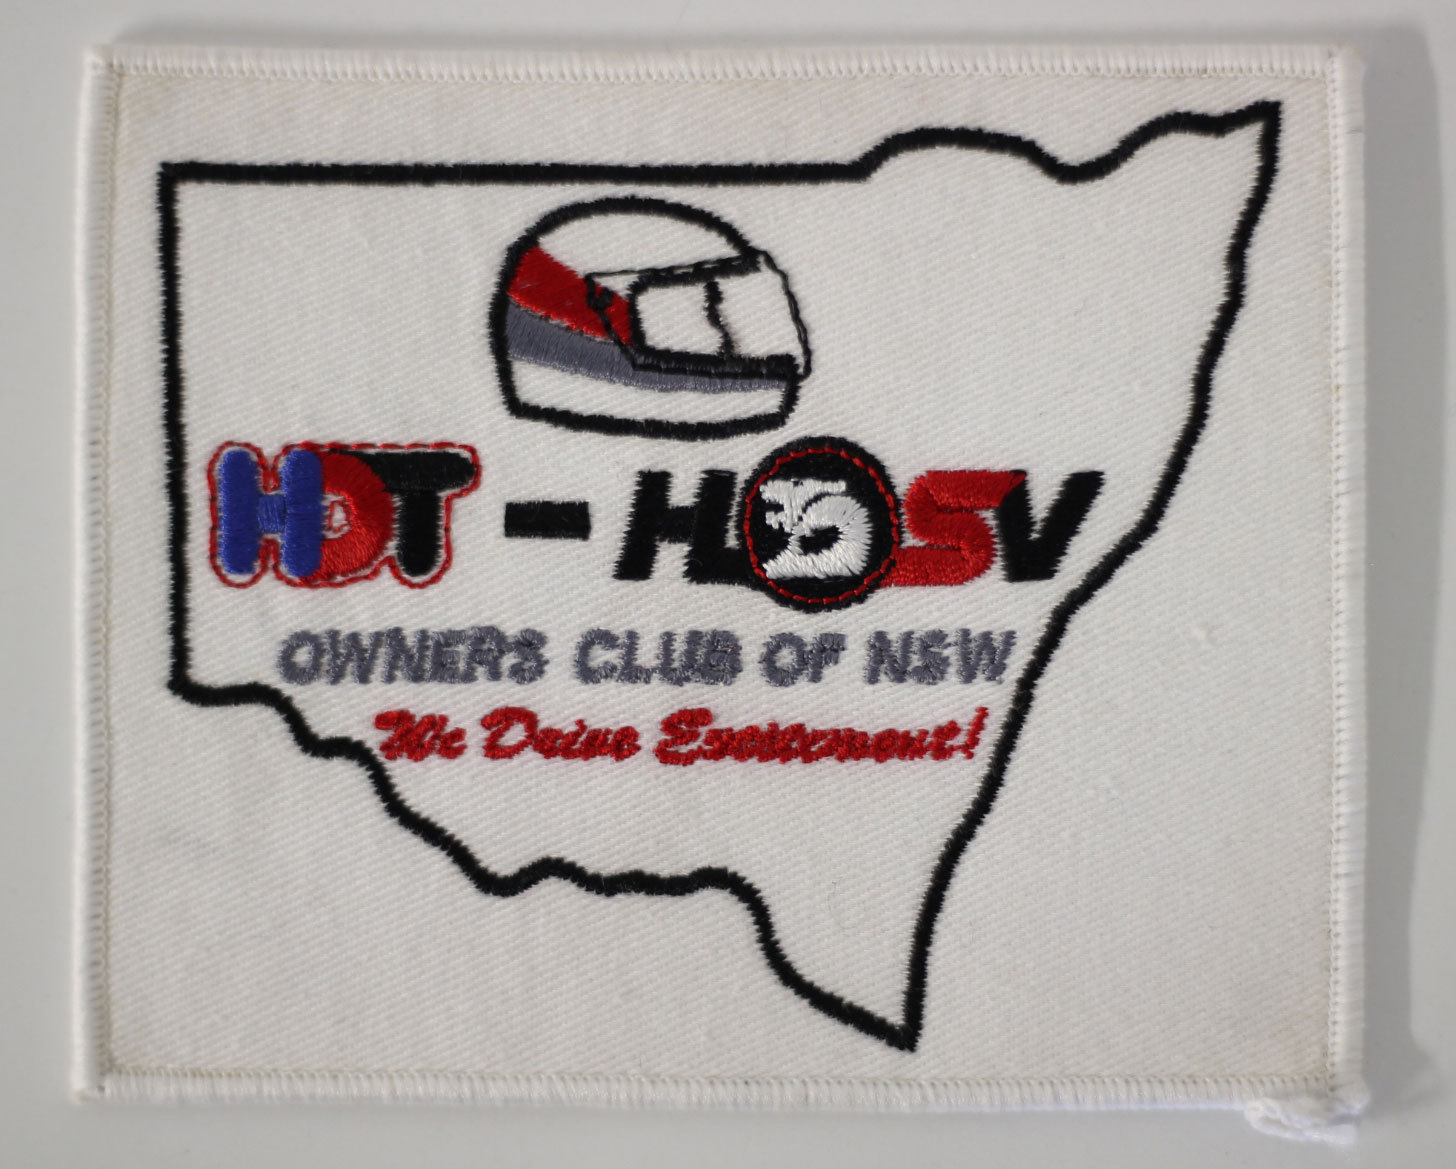 HDT - HSV
OWNERS CLUB OF NSW
We Drive Excitement!